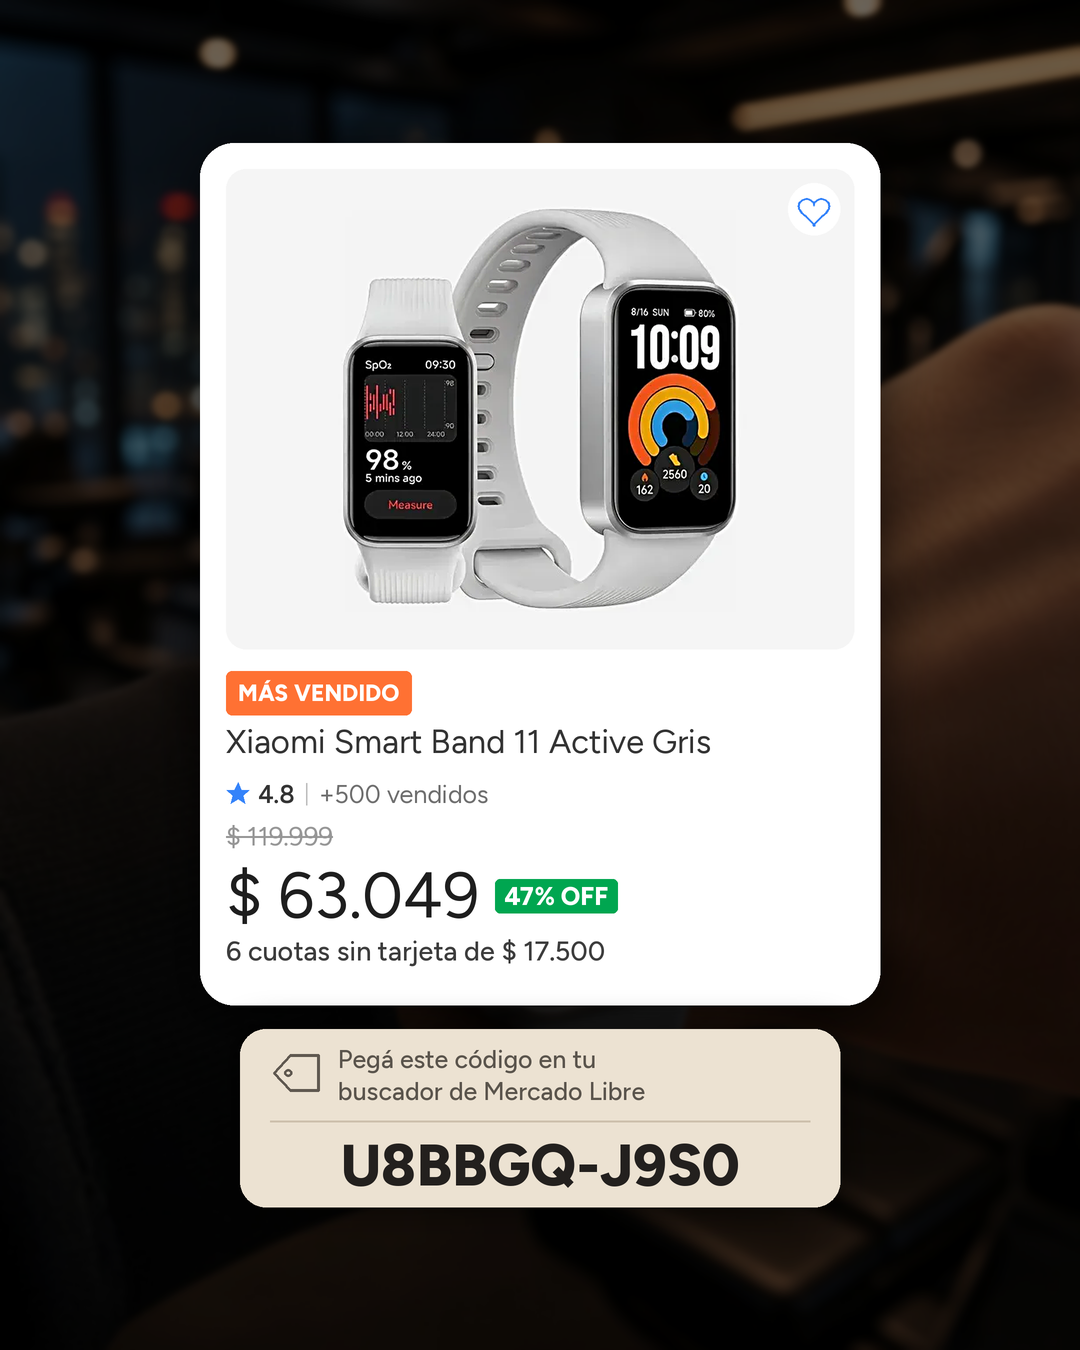 8/16 SUN 80%
10:09
2560
162
20
SpO₂ 09:30
98
90
00:00 12:00 24:00
98%
5 mins ago
Measure
MÁS VENDIDO
Xiaomi Smart Band 11 Active Gris
4.8 | +500 vendidos
$ 119.999
$ 63.049 47% OFF
6 cuotas sin tarjeta de $ 17.500
Pegá este código en tu
buscador de Mercado Libre
U8BBGQ-J9S0